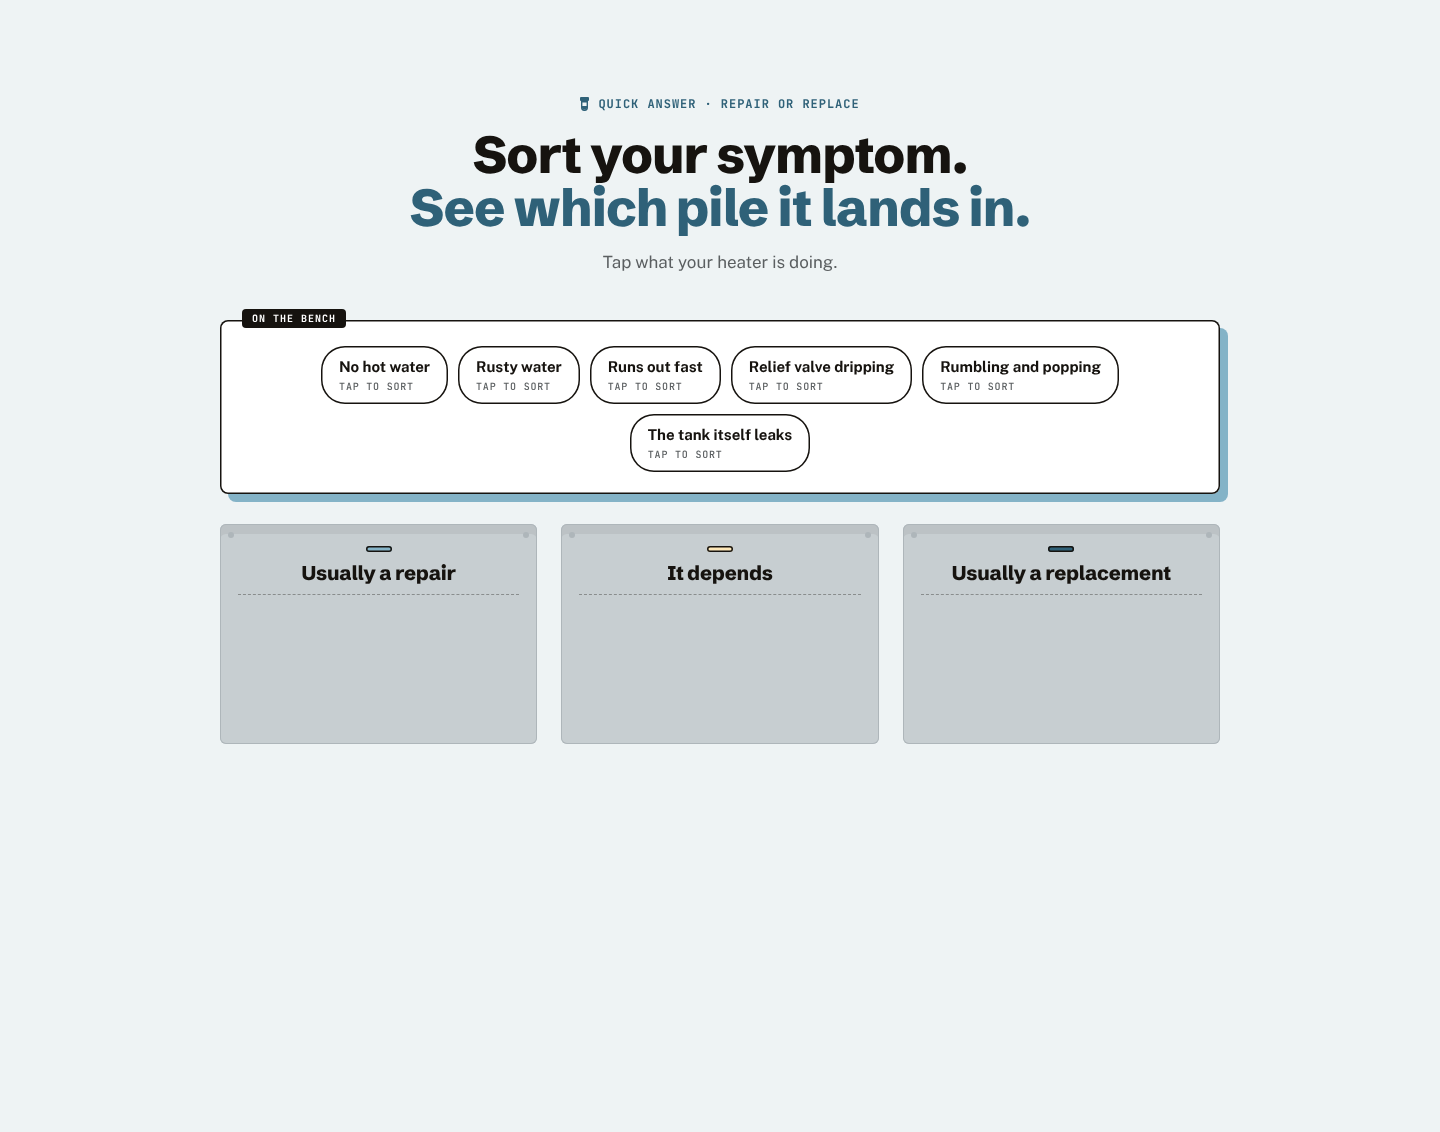 QUICK ANSWER · REPAIR OR REPLACE
Sort your symptom.
See which pile it lands in.
Tap what your heater is doing.
ON THE BENCH
No hot water
TAP TO SORT
Rusty water
TAP TO SORT
Runs out fast
TAP TO SORT
Relief valve dripping
TAP TO SORT
Rumbling and popping
TAP TO SORT
The tank itself leaks
TAP TO SORT
Usually a repair
It depends
Usually a replacement